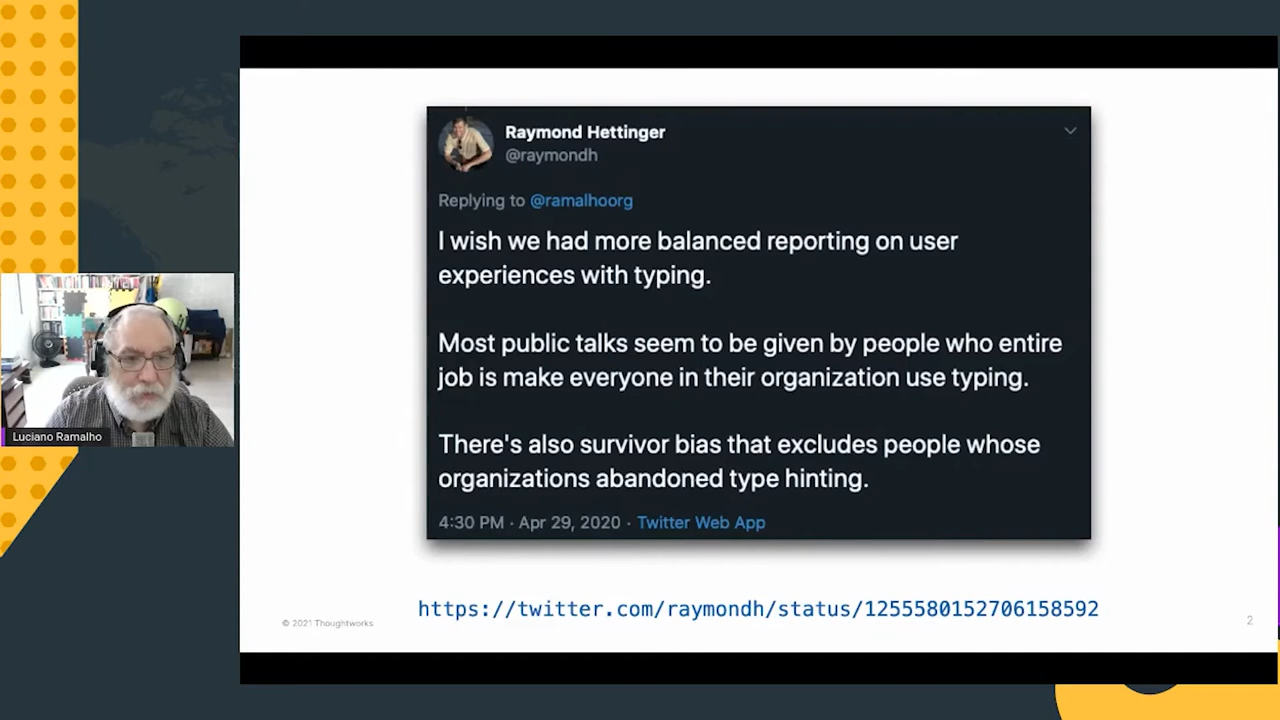 Raymond Hettinger
@raymondh
Replying to @ramalhoorg
I wish we had more balanced reporting on user
experiences with typing.
Most public talks seem to be given by people who entire
job is make everyone in their organization use typing.
There's also survivor bias that excludes people whose
organizations abandoned type hinting.
4:30 PM · Apr 29, 2020 · Twitter Web App
https://twitter.com/raymondh/status/1255580152706158592
© 2021 Thoughtworks
2
Luciano Ramalho